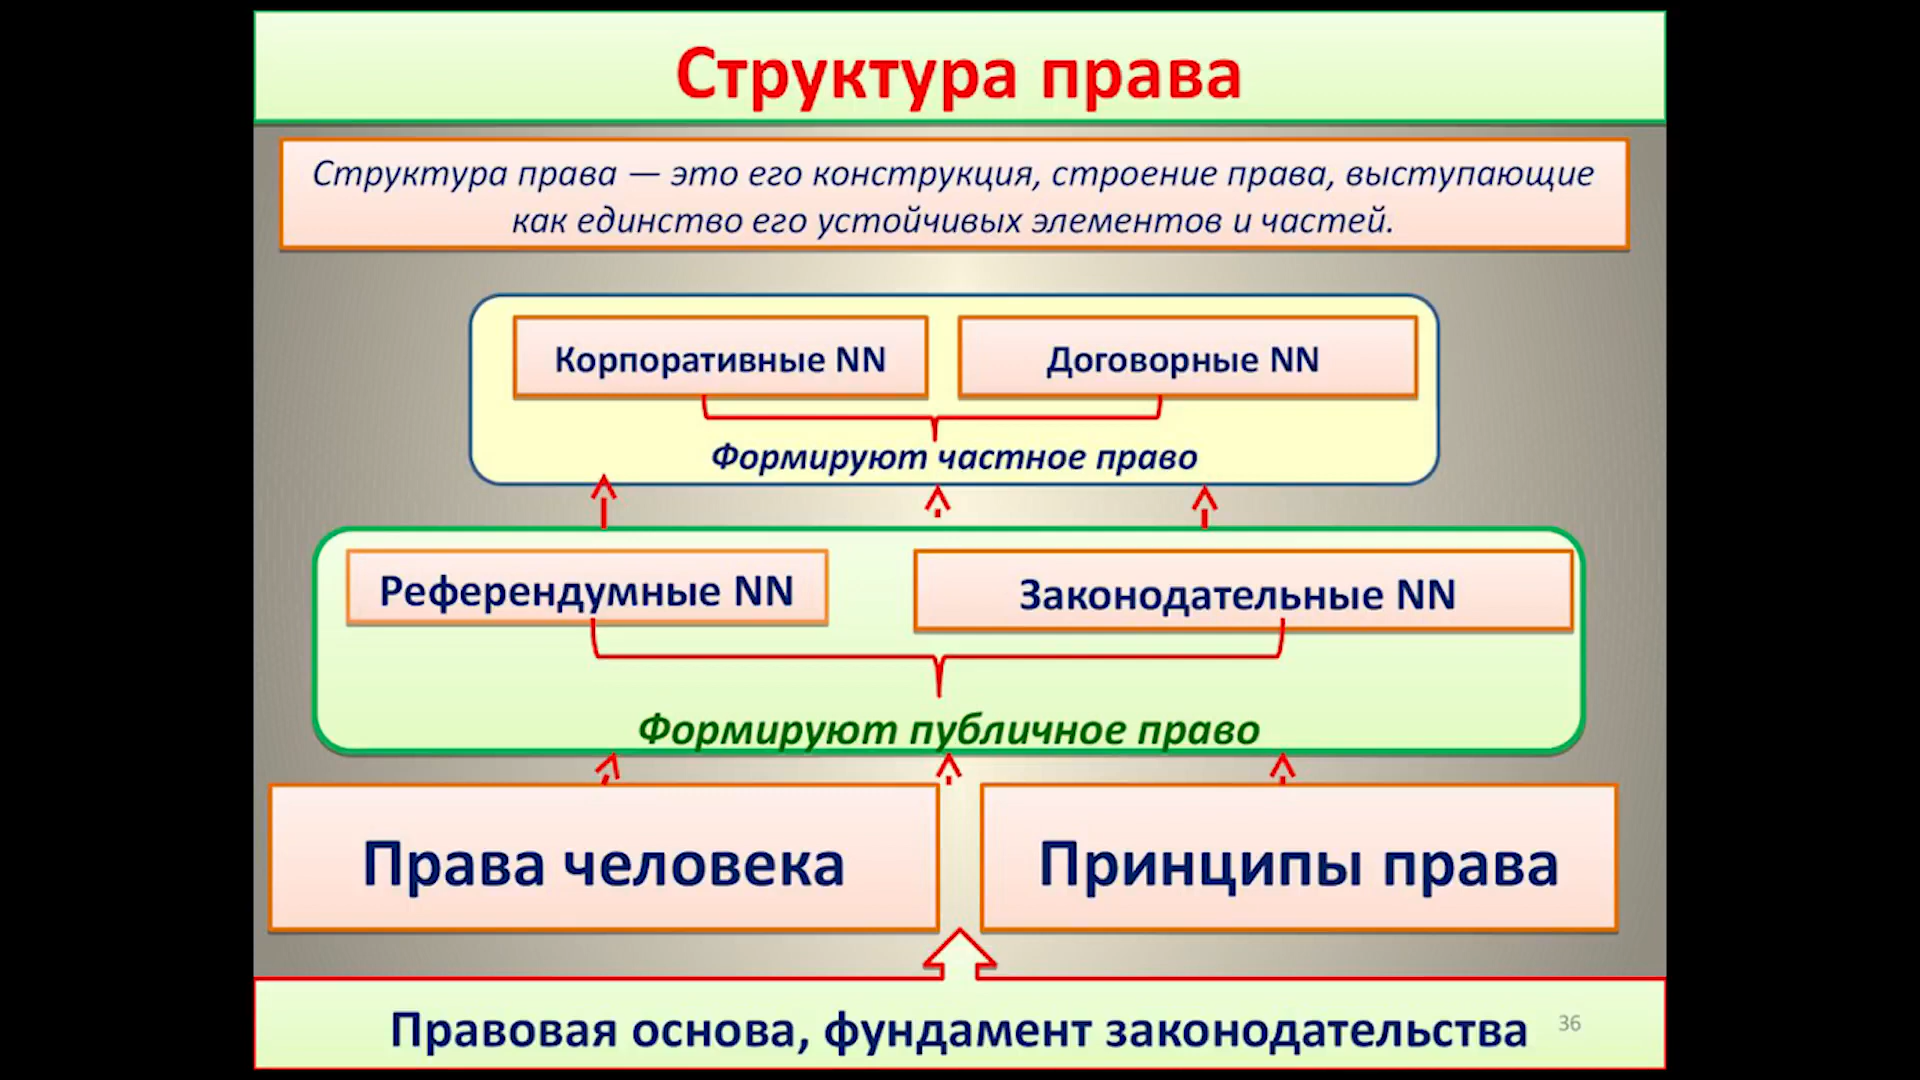 Структура права
Структура права — это его конструкция, строение права, выступающие
как единство его устойчивых элементов и частей.
Корпоративные NN
Договорные NN
Формируют частное право
Референдумные NN
Законодательные NN
Формируют публичное право
Права человека
Принципы права
Правовая основа, фундамент законодательства
36